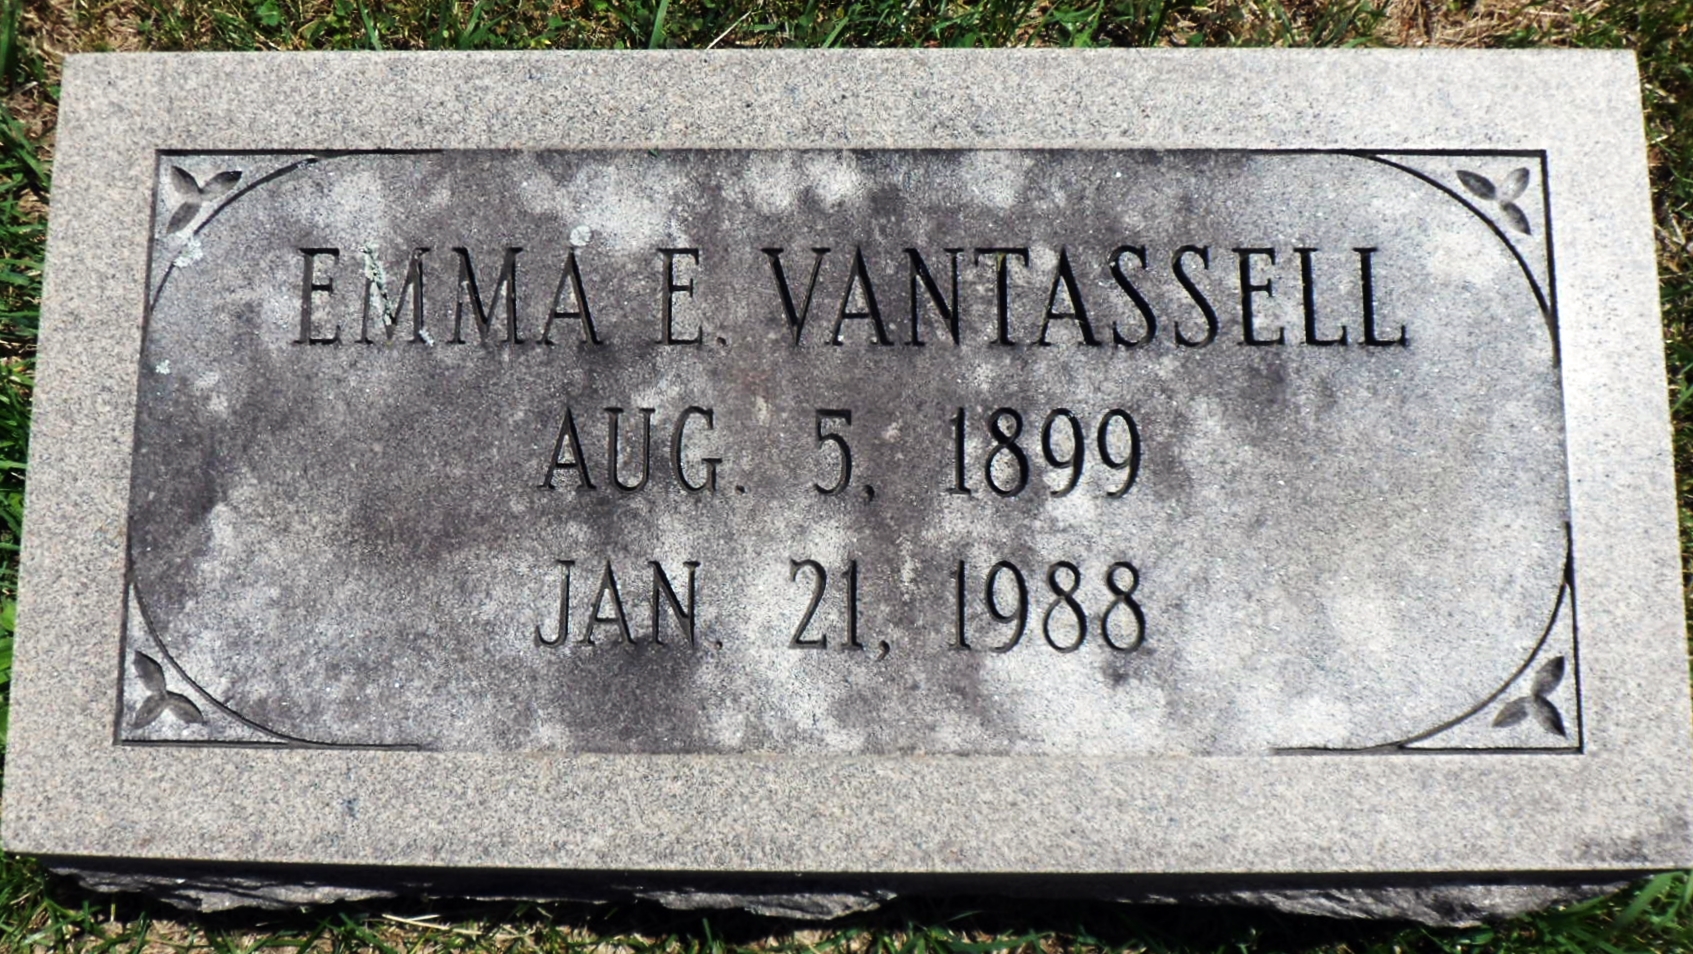 EMMA E. VANTASSELL
AUG. 5, 1899
JAN. 21, 1988